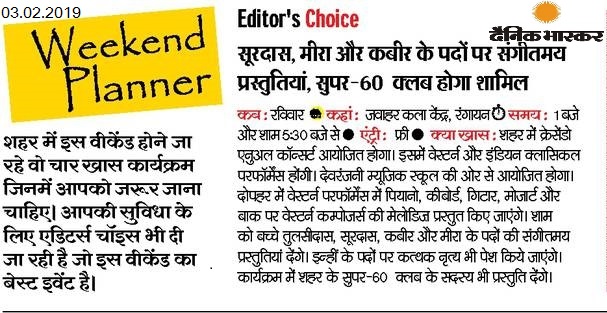 03.02.2019
Weekend
Planner
शहर में इस वीकेंड होने जा
रहे वो चार खास कार्यक्रम
जिनमें आपको जरूर जाना
चाहिए। आपकी सुविधा के
लिए एडिटर्स चॉइस भी दी
जा रही है जो इस वीकेंड का
बेस्ट इवेंट है।
Editor's Choice
दैनिक भास्कर
सूरदास, मीरा और कबीर के पदों पर संगीतमय
प्रस्तुतियां, सुपर-60 क्लब होगा शामिल
कब: रविवार कहां: जवाहर कला केंद्र, रंगायन समय: 1 बजे
और शाम 5:30 बजे से ● एंट्री: फ्री ● क्या खास: शहर में क्रेसेंडो
एनुअल कॉन्सर्ट आयोजित होगा। इसमें वेस्टर्न और इंडियन क्लासिकल
परफॉर्मेंस होंगी। देवरंजनी म्यूजिक स्कूल की ओर से आयोजित होगा।
दोपहर में वेस्टर्न परफॉर्मेंस में पियानो, कीबोर्ड, गिटार, मोजार्ट और
बाक पर वेस्टर्न कम्पोजर्स की मेलोडिज प्रस्तुत किए जाएंगे। शाम
को बच्चे तुलसीदास, सूरदास, कबीर और मीरा के पदों की संगीतमय
प्रस्तुतियां देंगे। इन्हीं के पदों पर कत्थक नृत्य भी पेश किये जाएंगे।
कार्यक्रम में शहर के सुपर-60 क्लब के सदस्य भी प्रस्तुति देंगे।